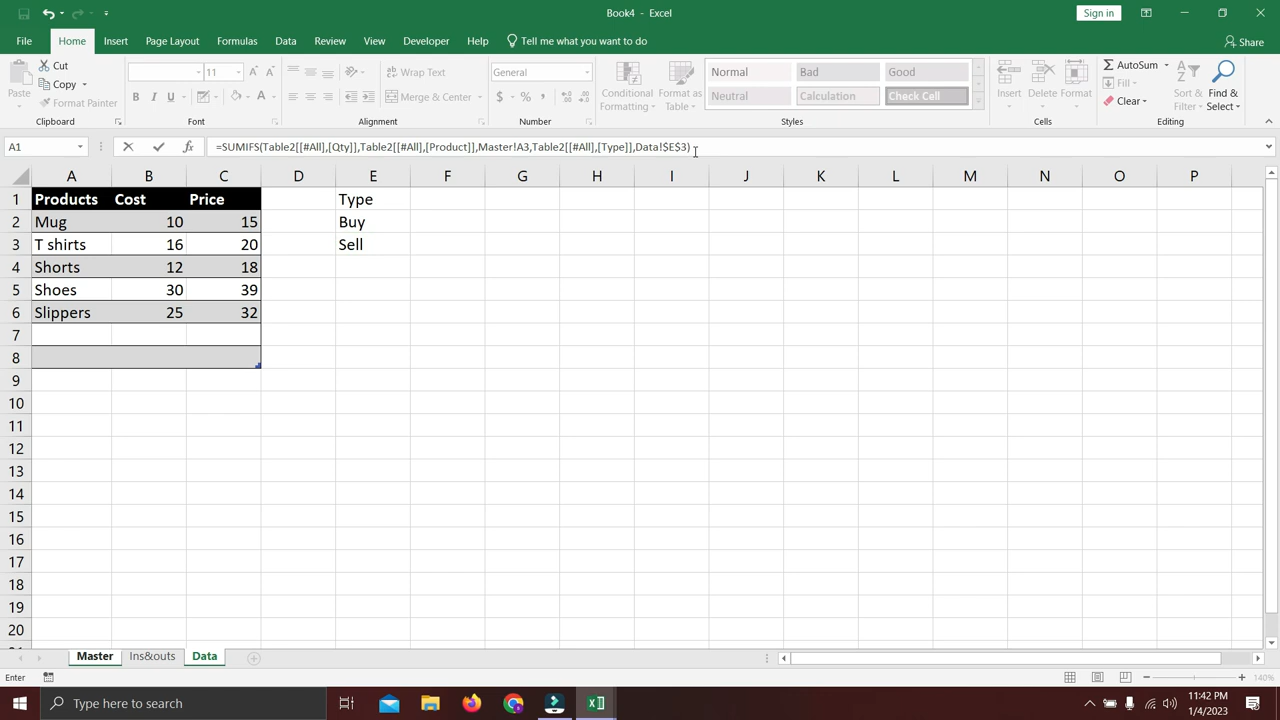 Book4 - Excel
Sign in
File Home Insert Page Layout Formulas Data Review View Developer Help Tell me what you want to do
Share
Paste
Cut
Copy
Format Painter
Clipboard
11
B I U
Font
Wrap Text
Merge & Center
Alignment
General
$ % ,
Number
Conditional Formatting
Format as Table
Normal Bad Good
Neutral Calculation Check Cell
Styles
Insert Delete Format
Cells
AutoSum
Fill
Clear
Sort & Filter
Find & Select
Editing
A1
=SUMIFS(Table2[[#All],[Qty]],Table2[[#All],[Product]],Master!A3,Table2[[#All],[Type]],Data!$E$3)
A B C D E F G H I J K L M N O P
1 Products Cost Price Type
2 Mug 10 15 Buy
3 T shirts 16 20 Sell
4 Shorts 12 18
5 Shoes 30 39
6 Slippers 25 32
7
8
9
10
11
12
13
14
15
16
17
18
19
20
Master Ins&outs Data
Enter
140%
Type here to search
11:42 PM
1/4/2023